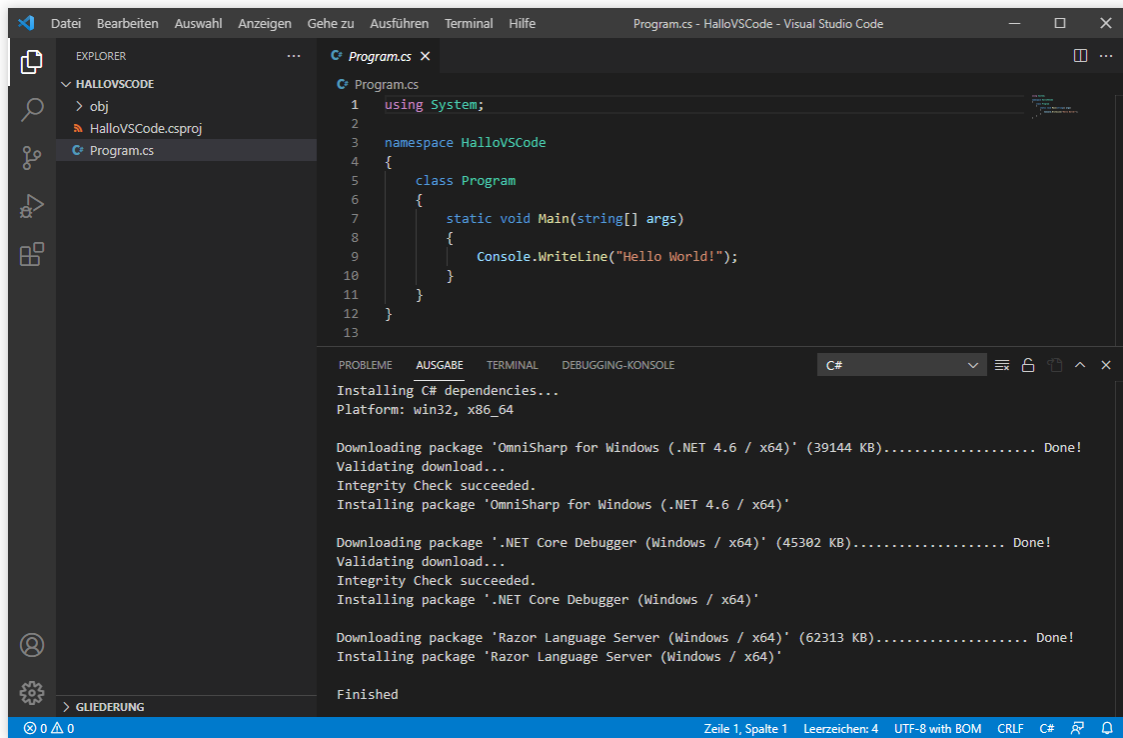 Datei Bearbeiten Auswahl Anzeigen Gehe zu Ausführen Terminal Hilfe Program.cs - HalloVSCode - Visual Studio Code
EXPLORER
HALLOVSCODE
obj
HalloVSCode.csproj
Program.cs
GLIEDERUNG
Program.cs
Program.cs
1 using System;
2
3 namespace HalloVSCode
4 {
5 class Program
6 {
7 static void Main(string[] args)
8 {
9 Console.WriteLine("Hello World!");
10 }
11 }
12 }
13
PROBLEME AUSGABE TERMINAL DEBUGGING-KONSOLE C#
Installing C# dependencies...
Platform: win32, x86_64
Downloading package 'OmniSharp for Windows (.NET 4.6 / x64)' (39144 KB).................... Done!
Validating download...
Integrity Check succeeded.
Installing package 'OmniSharp for Windows (.NET 4.6 / x64)'
Downloading package '.NET Core Debugger (Windows / x64)' (45302 KB).................... Done!
Validating download...
Integrity Check succeeded.
Installing package '.NET Core Debugger (Windows / x64)'
Downloading package 'Razor Language Server (Windows / x64)' (62313 KB).................... Done!
Installing package 'Razor Language Server (Windows / x64)'
Finished
0 0 Zeile 1, Spalte 1 Leerzeichen: 4 UTF-8 with BOM CRLF C#